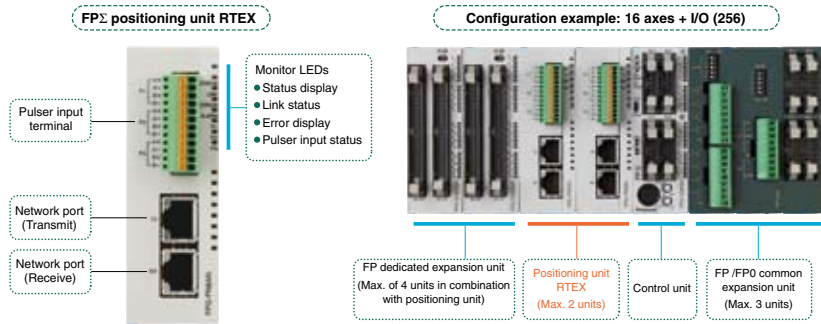 FPΣ positioning unit RTEX
Pulser input
terminal
Network port
(Transmit)
Network port
(Receive)
Monitor LEDs
● Status display
● Link status
● Error display
● Pulser input status
Configuration example: 16 axes + I/O (256)
FP dedicated expansion unit
(Max. of 4 units in combination
with positioning unit)
Positioning unit
RTEX
(Max. 2 units)
Control unit
FP /FP0 common
expansion unit
(Max. 3 units)